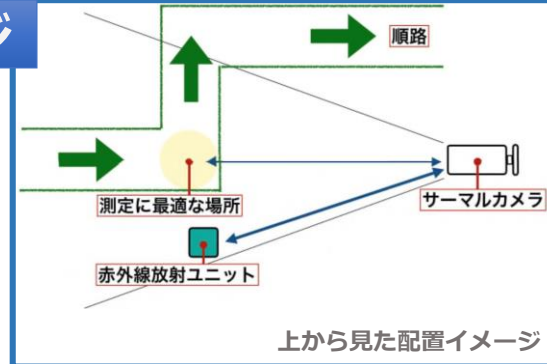 ジ
順路
測定に最適な場所
サーマルカメラ
赤外線放射ユニット
上から見た配置イメージ